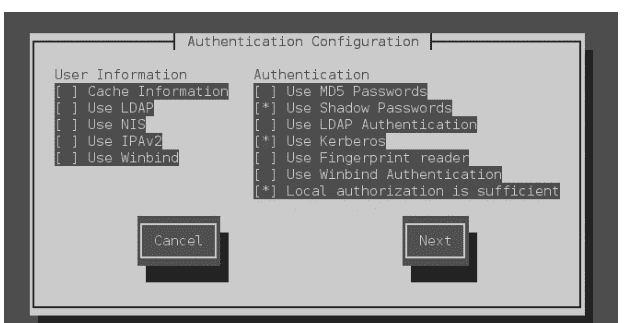 Authentication Configuration
User Information
[ ] Cache Information
[ ] Use LDAP
[ ] Use NIS
[ ] Use IPAv2
[ ] Use Winbind
Authentication
[ ] Use MD5 Passwords
[*] Use Shadow Passwords
[ ] Use LDAP Authentication
[*] Use Kerberos
[ ] Use Fingerprint reader
[ ] Use Winbind Authentication
[*] Local authorization is sufficient
Cancel
Next